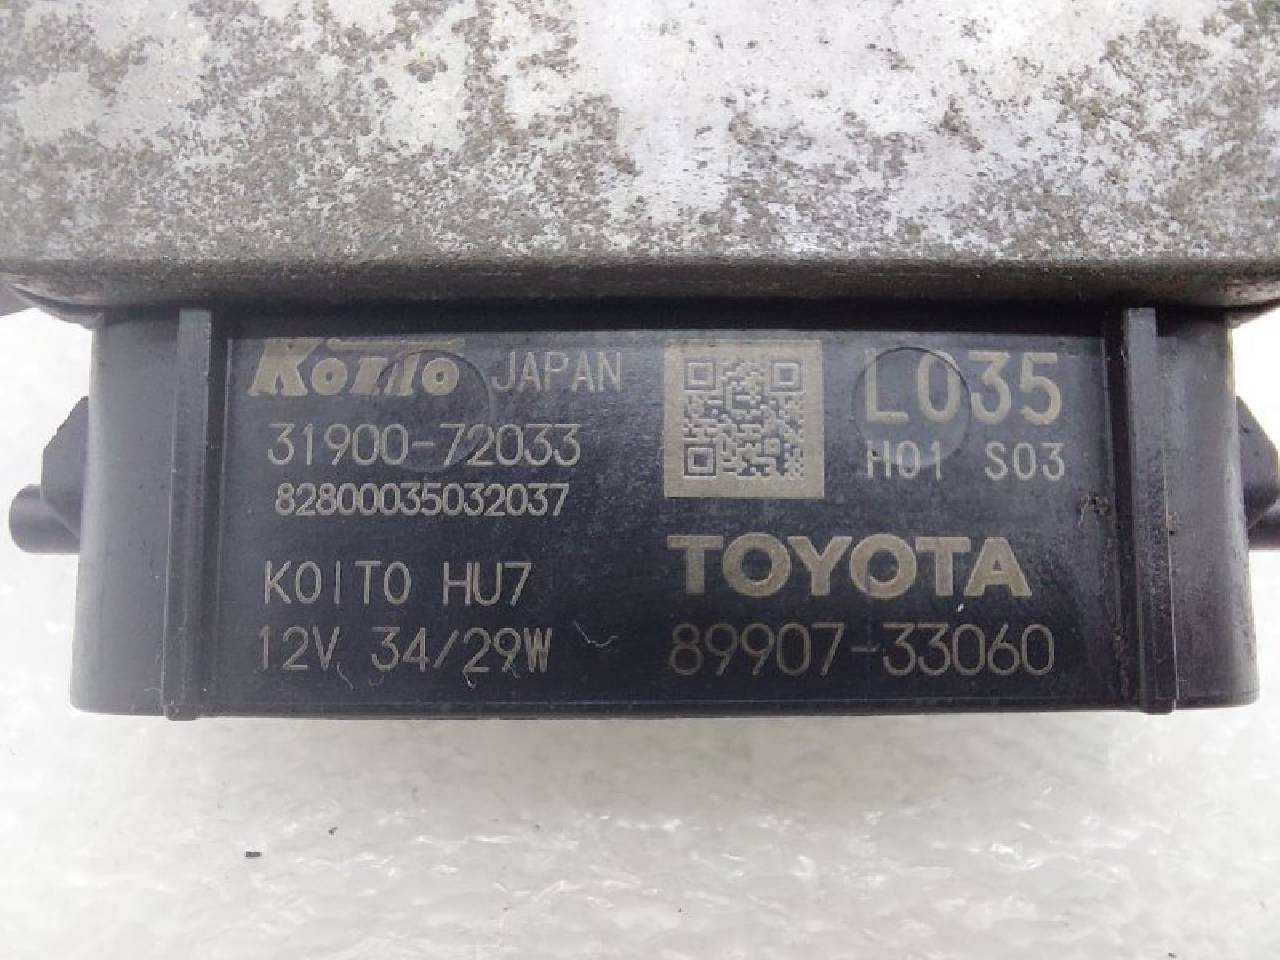 KOITO JAPAN
31900-72033
82800035032037
KOITO HU7
12V 34/29W
L035
H01 S03
TOYOTA
89907-33060